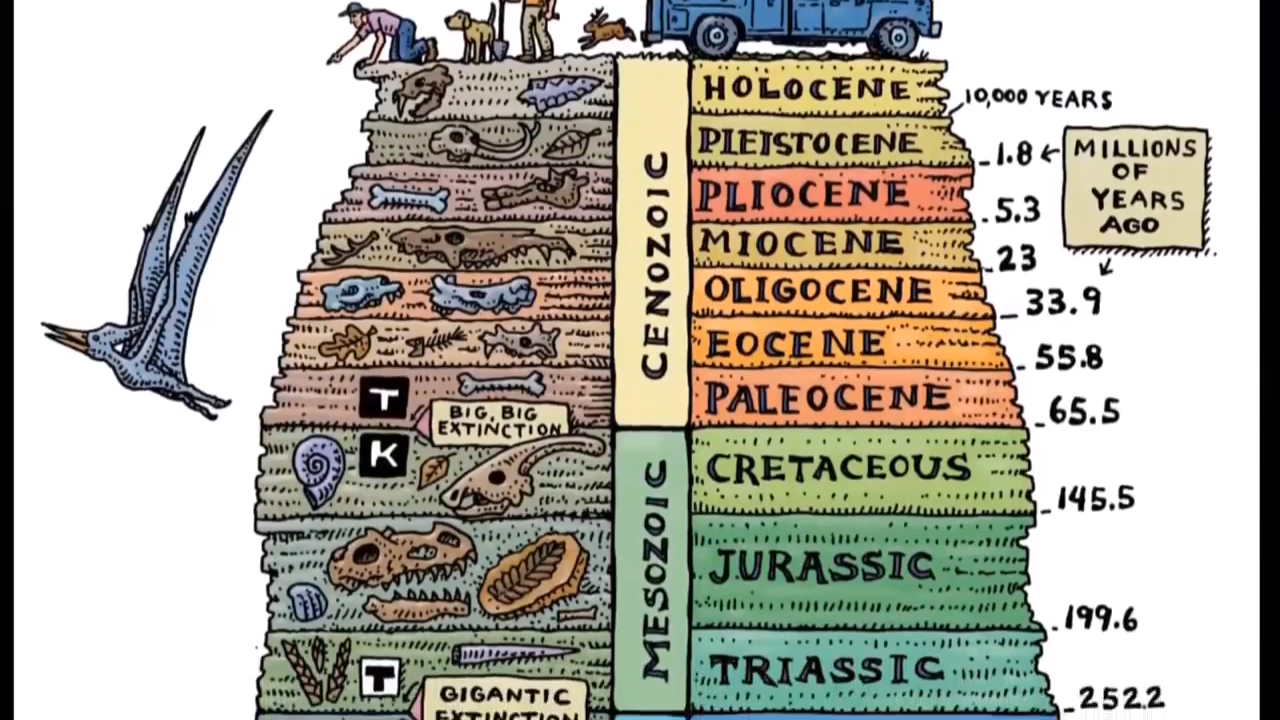 HOLOCENE
10,000 YEARS
PLEISTOCENE
1.8
MILLIONS
OF
YEARS
AGO
PLIOCENE
5.3
MIOCENE
23
OLIGOCENE
33.9
EOCENE
55.8
PALEOCENE
65.5
CENOZOIC
T
BIG, BIG
EXTINCTION
K
CRETACEOUS
145.5
JURASSIC
199.6
MESOZOIC
TRIASSIC
252.2
T
GIGANTIC
EXTINCTION